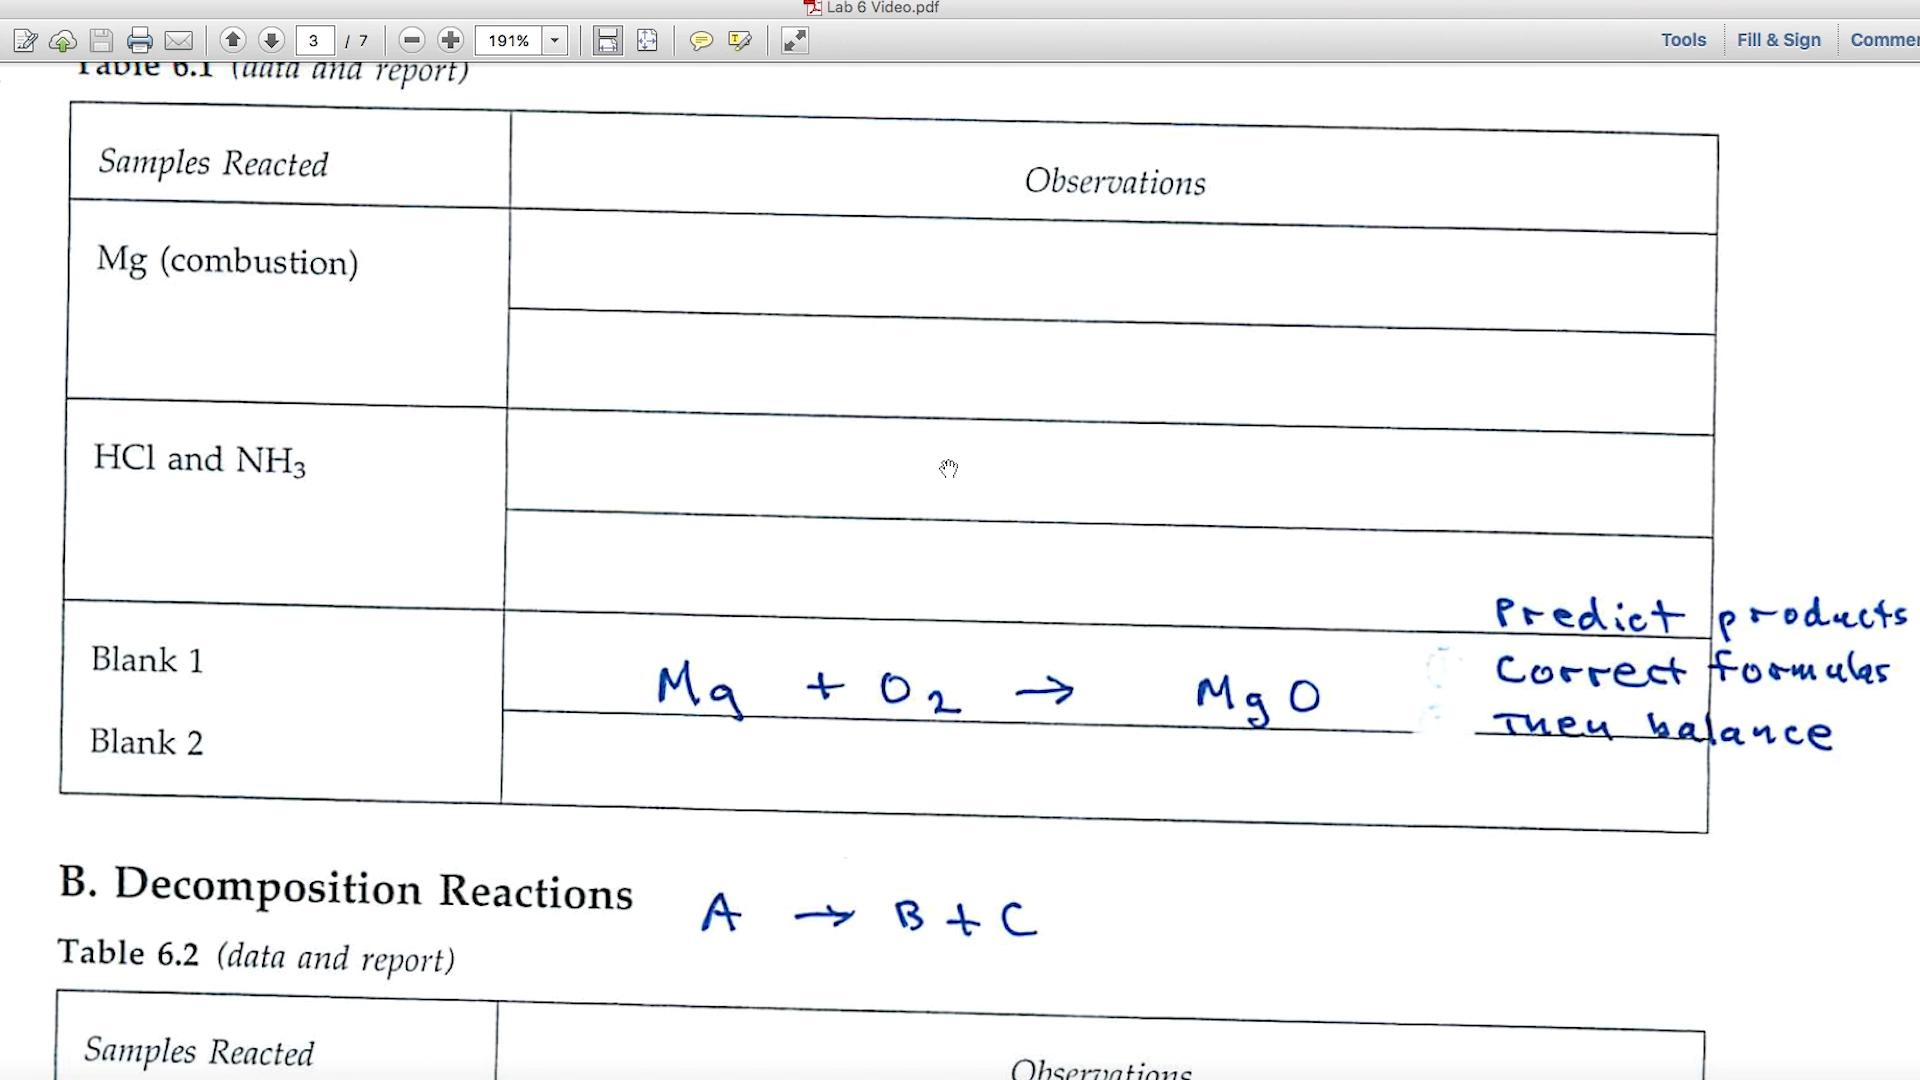 Lab 6 Video.pdf
3 / 7 191% Tools Fill & Sign Commen
Table 6.1 (data and report)
Samples Reacted Observations
Mg (combustion)
HCl and NH₃
Predict products
Blank 1 Mg + O₂ → MgO Correct formulas
Then balance
Blank 2
B. Decomposition Reactions A → B + C
Table 6.2 (data and report)
Samples Reacted
Observations